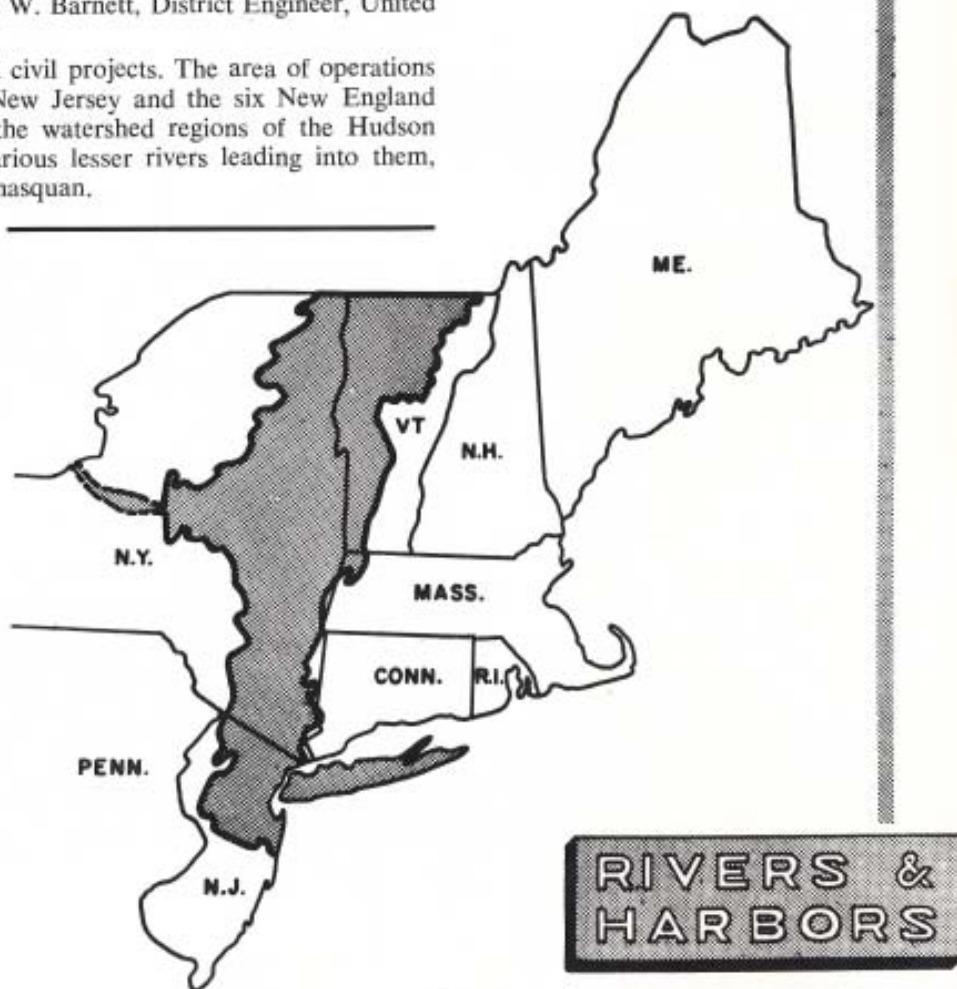 W. Barnett, District Engineer, United
civil projects. The area of operations
New Jersey and the six New England
the watershed regions of the Hudson
arious lesser rivers leading into them,
nasquan.
ME.
VT
N.H.
N.Y.
MASS.
CONN.
R.I.
PENN.
N.J.
RIVERS &
HARBORS